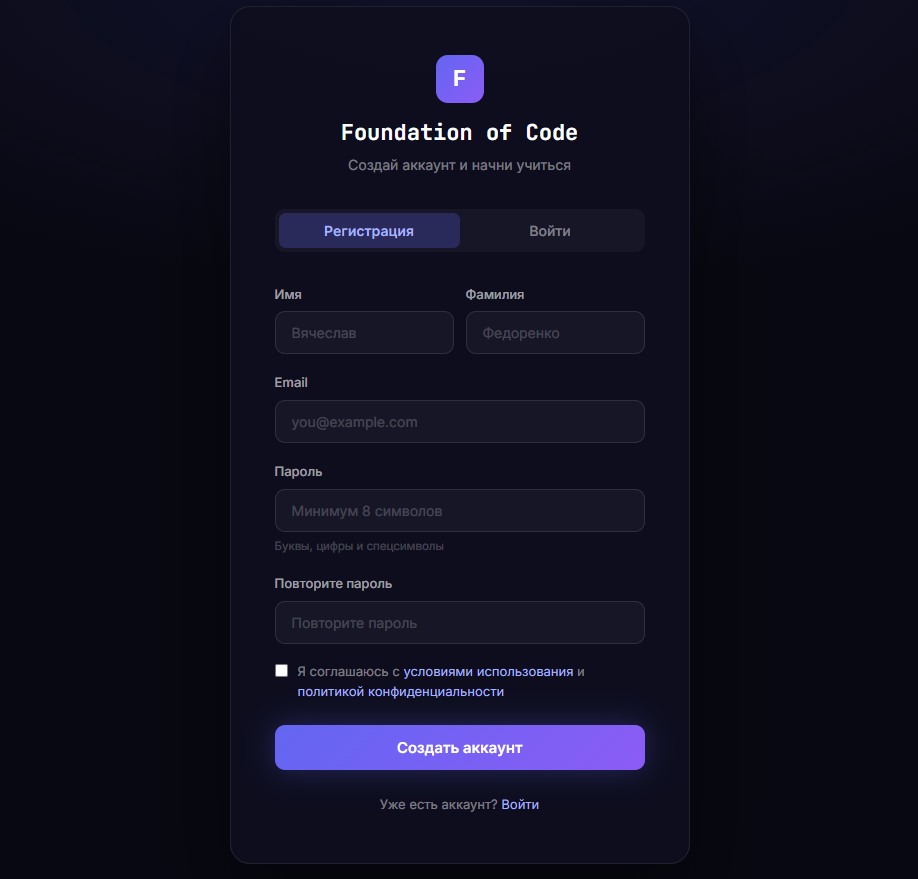 F
Foundation of Code
Создай аккаунт и начни учиться
Регистрация Войти
Имя Фамилия
Вячеслав Федоренко
Email
you@example.com
Пароль
Минимум 8 символов
Буквы, цифры и спецсимволы
Повторите пароль
Повторите пароль
Я соглашаюсь с условиями использования и
политикой конфиденциальности
Создать аккаунт
Уже есть аккаунт? Войти